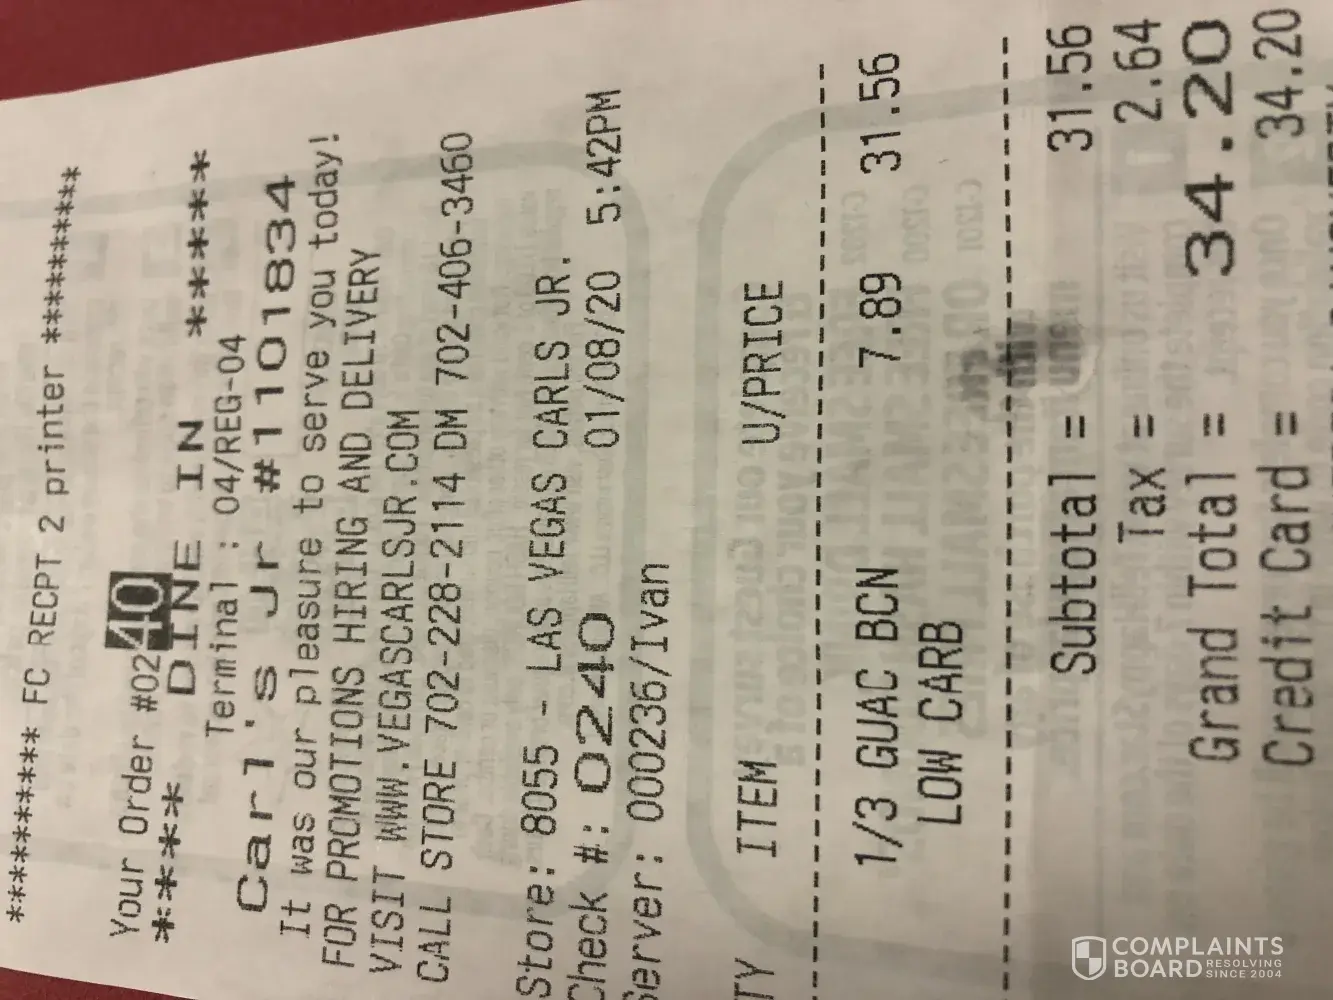 ********* FC RECPT 2 printer *********
Your Order #0240
***** DINE IN *****
Terminal : 04/REG-04
Carl's Jr #1101834
It was our pleasure to serve you today!
FOR PROMOTIONS HIRING AND DELIVERY
VISIT WWW.VEGASCARLSJR.COM
CALL STORE 702-228-2114 DM 702-406-3460
Store: 8055 - LAS VEGAS CARLS JR.
Check #: 0240 01/08/20 5:42PM
Server: 000236/Ivan
TY ITEM U/PRICE
1/3 GUAC BCN 7.89 31.56
LOW CARB
Subtotal = 31.56
Tax = 2.64
Grand Total = 34.20
Credit Card = 34.20
COMPLAINTS
BOARD RESOLVING SINCE 2004